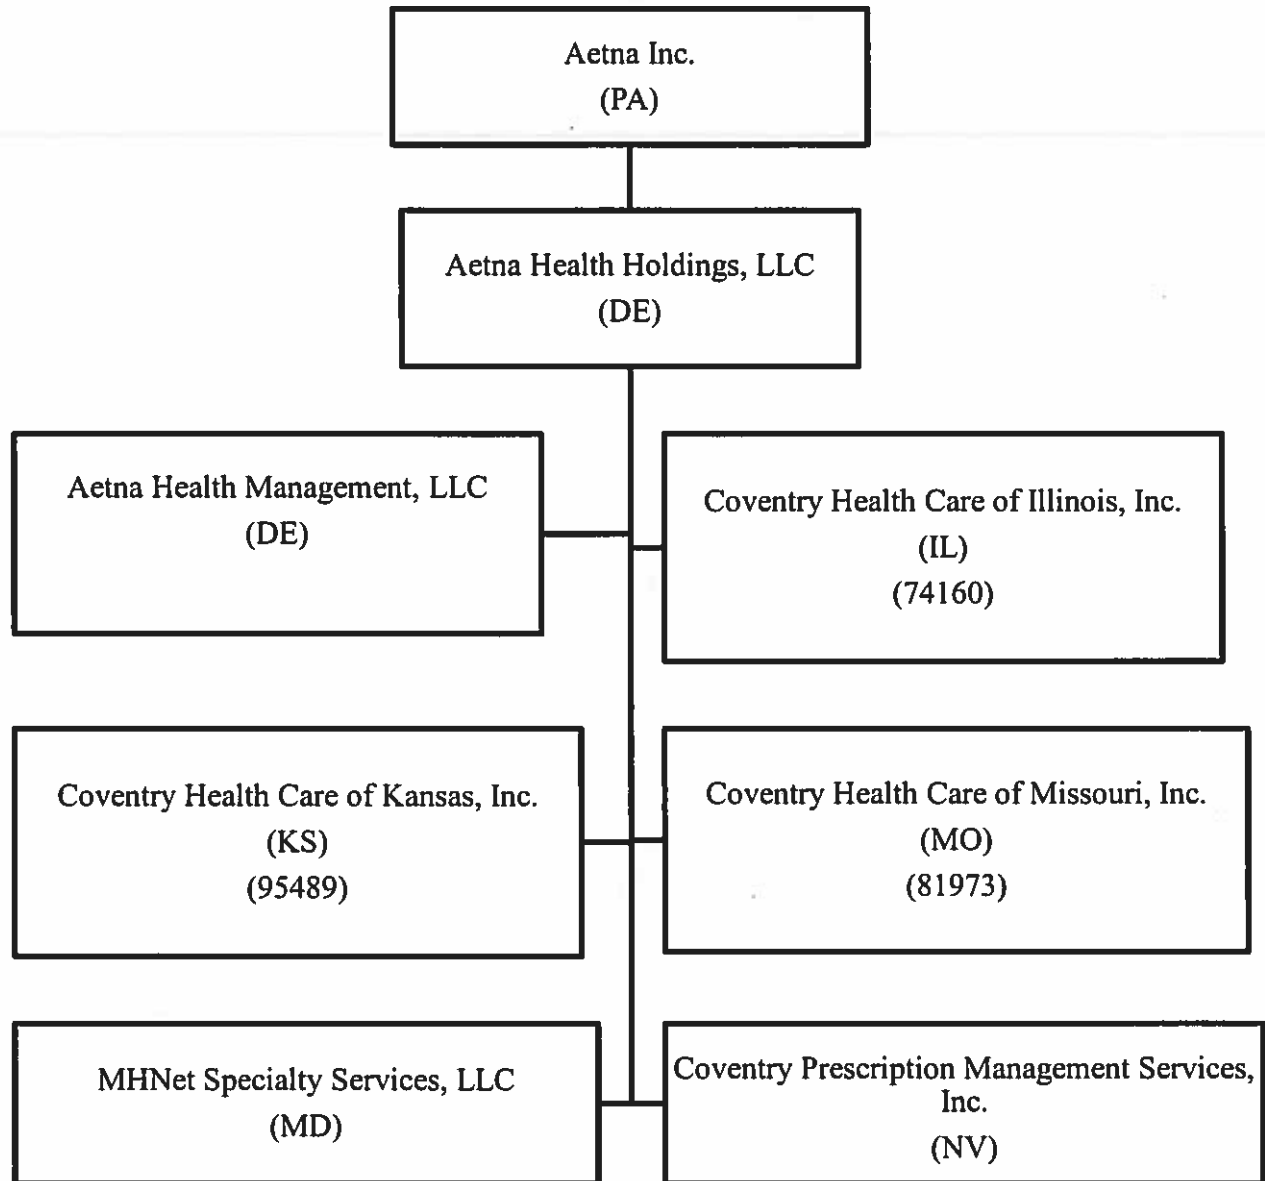 Aetna Inc.
(PA)
Aetna Health Holdings, LLC
(DE)
Aetna Health Management, LLC
(DE)
Coventry Health Care of Illinois, Inc.
(IL)
(74160)
Coventry Health Care of Kansas, Inc.
(KS)
(95489)
Coventry Health Care of Missouri, Inc.
(MO)
(81973)
MHNet Specialty Services, LLC
(MD)
Coventry Prescription Management Services,
Inc.
(NV)